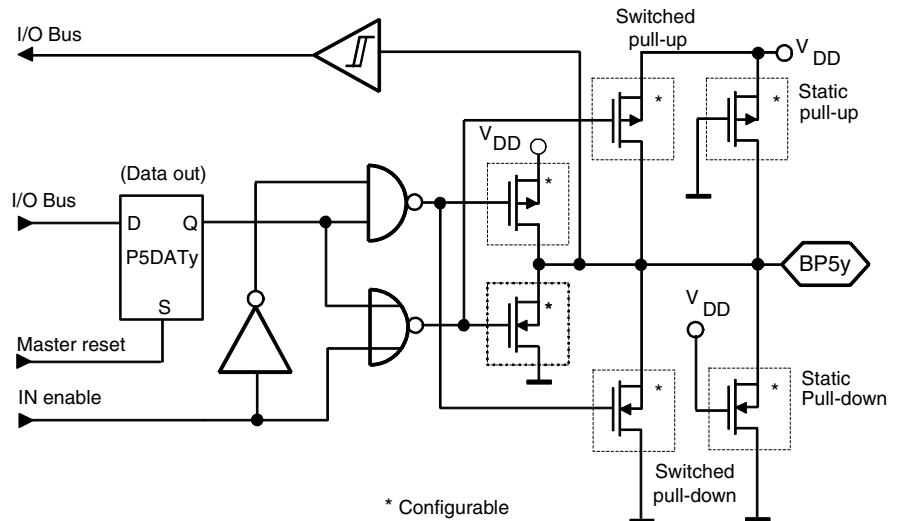 Switched
pull-up
I/O Bus
V DD
*
*
Static
pull-up
V DD
*
(Data out)
I/O Bus
D
Q
P5DATy
S
BP5y
V DD
*
Master reset
IN enable
*
*
Static
Pull-down
Switched
pull-down
* Configurable